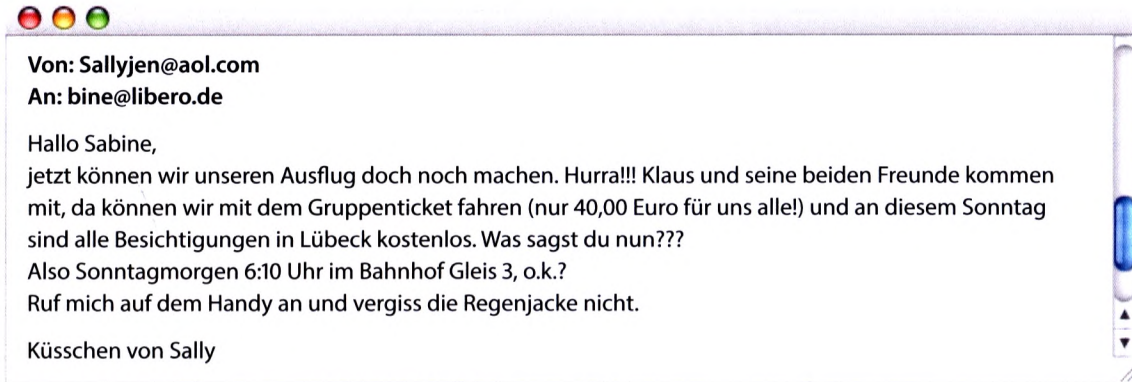 Von: Sallyjen@aol.com
An: bine@libero.de
Hallo Sabine,
jetzt können wir unseren Ausflug doch noch machen. Hurra!!! Klaus und seine beiden Freunde kommen
mit, da können wir mit dem Gruppenticket fahren (nur 40,00 Euro für uns alle!) und an diesem Sonntag
sind alle Besichtigungen in Lübeck kostenlos. Was sagst du nun???
Also Sonntagmorgen 6:10 Uhr im Bahnhof Gleis 3, o.k.?
Ruf mich auf dem Handy an und vergiss die Regenjacke nicht.
Küsschen von Sally